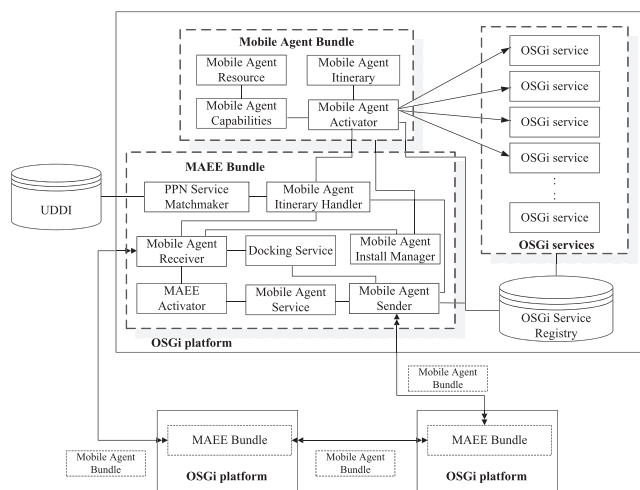 Mobile Agent Bundle
Mobile Agent
Resource
Mobile Agent
Itinerary
Mobile Agent
Capabilities
Mobile Agent
Activator
OSGi service
OSGi service
OSGi service
OSGi service
OSGi service
OSGi services
MAEE Bundle
UDDI
PPN Service
Matchmaker
Mobile Agent
Itinerary Handler
Mobile Agent
Receiver
Docking Service
Mobile Agent
Install Manager
MAEE
Activator
Mobile Agent
Service
Mobile Agent
Sender
OSGi Service
Registry
OSGi platform
Mobile Agent
Bundle
MAEE Bundle
MAEE Bundle
Mobile Agent
Bundle
Mobile Agent
Bundle
OSGi platform
OSGi platform